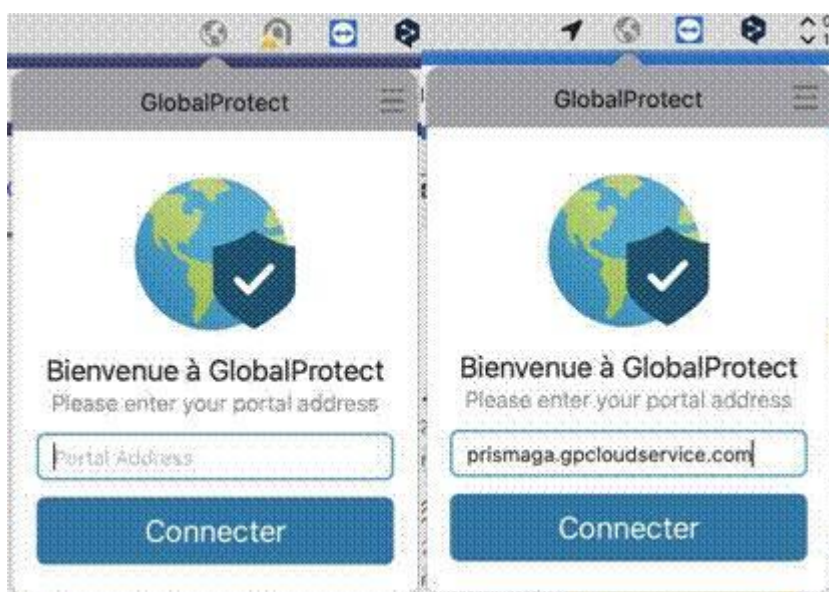 GlobalProtect
Bienvenue à GlobalProtect
Please enter your portal address
Portal Address
Connecter
GlobalProtect
Bienvenue à GlobalProtect
Please enter your portal address
prismaga.gpcloudservice.com
Connecter